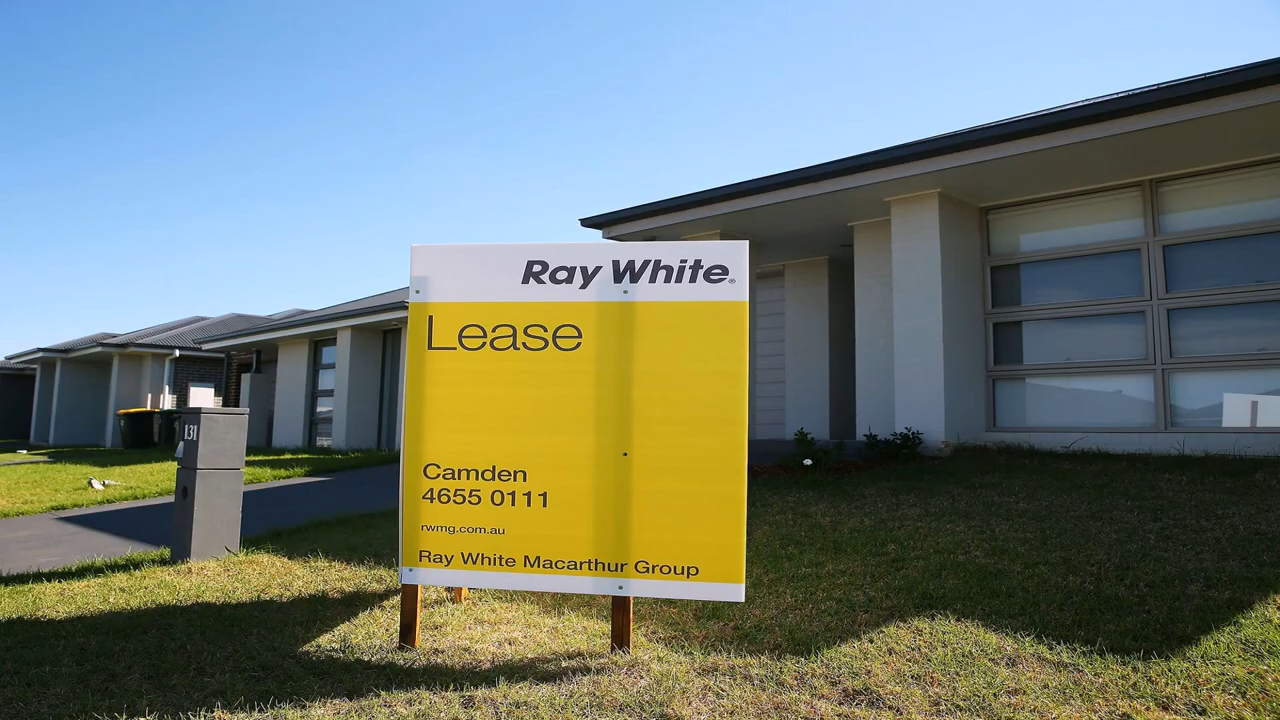 Ray White®
Lease
Camden
4655 0111
rwmg.com.au
Ray White Macarthur Group
131